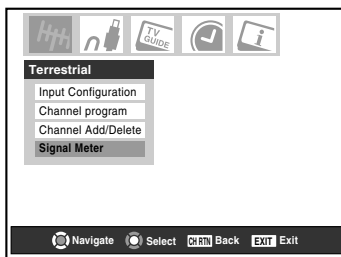 TV
GUIDE
i
Terrestrial
Input Configuration
Channel program
Channel Add/Delete
Signal Meter
Navigate Select CH RTN Back EXIT Exit